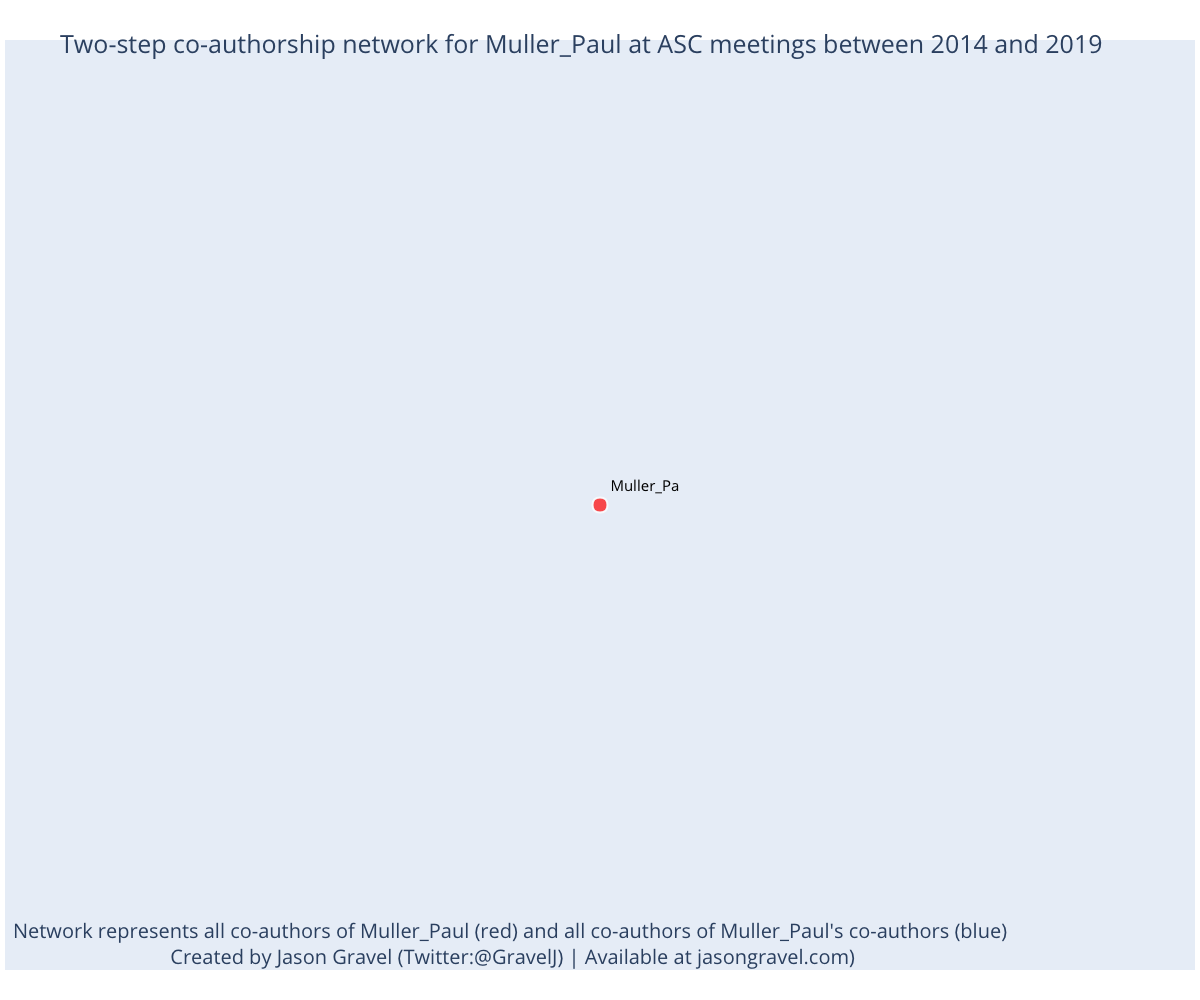 Two-step co-authorship network for Muller_Paul at ASC meetings between 2014 and 2019
Muller_Pa
Network represents all co-authors of Muller_Paul (red) and all co-authors of Muller_Paul's co-authors (blue)
Created by Jason Gravel (Twitter:@GravelJ) | Available at jasongravel.com)